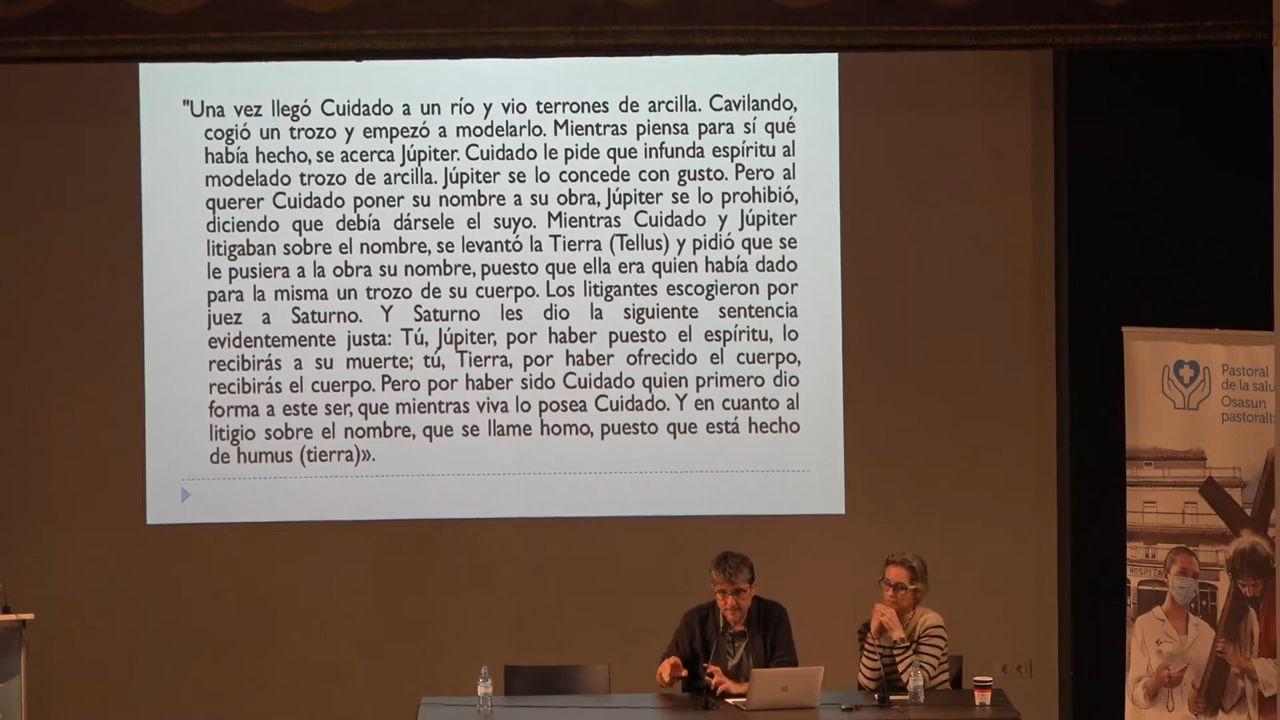 "Una vez llegó Cuidado a un río y vio terrones de arcilla. Cavilando,
cogió un trozo y empezó a modelarlo. Mientras piensa para sí qué
había hecho, se acerca Júpiter. Cuidado le pide que infunda espíritu al
modelado trozo de arcilla. Júpiter se lo concede con gusto. Pero al
querer Cuidado poner su nombre a su obra, Júpiter se lo prohibió,
diciendo que debía dársele el suyo. Mientras Cuidado y Júpiter
litigaban sobre el nombre, se levantó la Tierra (Tellus) y pidió que se
le pusiera a la obra su nombre, puesto que ella era quien había dado
para la misma un trozo de su cuerpo. Los litigantes escogieron por
juez a Saturno. Y Saturno les dio la siguiente sentencia
evidentemente justa: Tú, Júpiter, por haber puesto el espíritu, lo
recibirás a su muerte; tú, Tierra, por haber ofrecido el cuerpo,
recibirás el cuerpo. Pero por haber sido Cuidado quien primero dio
forma a este ser, que mientras viva lo posea Cuidado. Y en cuanto al
litigio sobre el nombre, que se llame homo, puesto que está hecho
de humus (tierra)».
Pastoral
de la salu
Osasun
pastoralt
HOSPITA